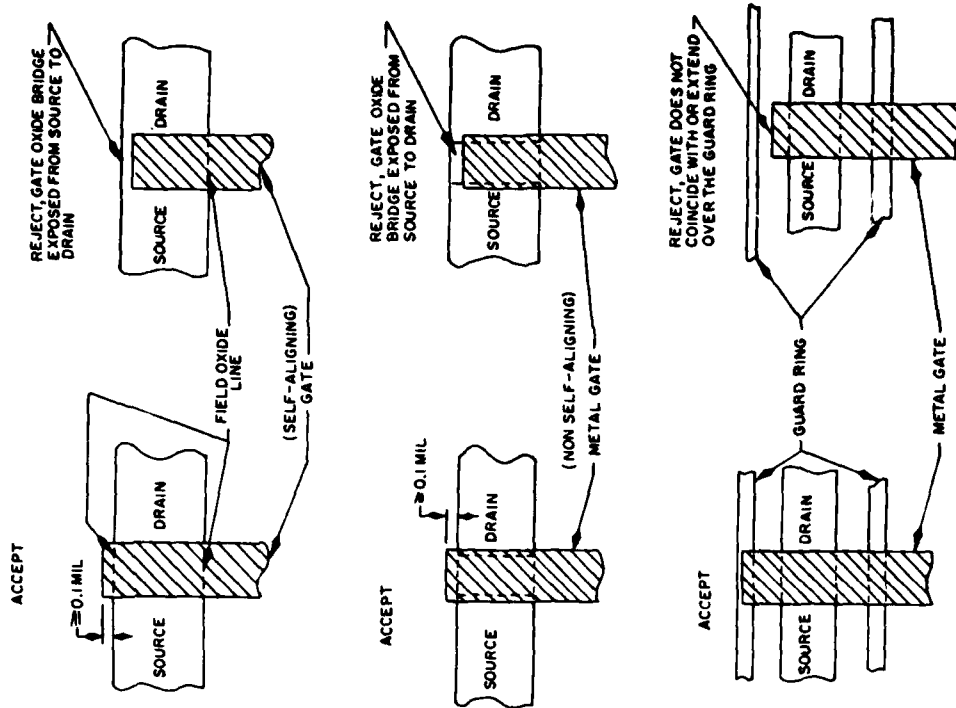 ACCEPT
REJECT, GATE OXIDE BRIDGE
EXPOSED FROM SOURCE TO
DRAIN
≥0.1 MIL
SOURCE
DRAIN
SOURCE
DRAIN
FIELD OXIDE
LINE
(SELF-ALIGNING)
GATE
ACCEPT
REJECT, GATE OXIDE
BRIDGE EXPOSED FROM
SOURCE TO DRAIN
≥0.1 MIL
SOURCE
DRAIN
SOURCE
DRAIN
(NON SELF-ALIGNING)
METAL GATE
ACCEPT
REJECT, GATE DOES NOT
COINCIDE WITH OR EXTEND
OVER THE GUARD RING
SOURCE
DRAIN
GUARD RING
SOURCE
DRAIN
METAL GATE